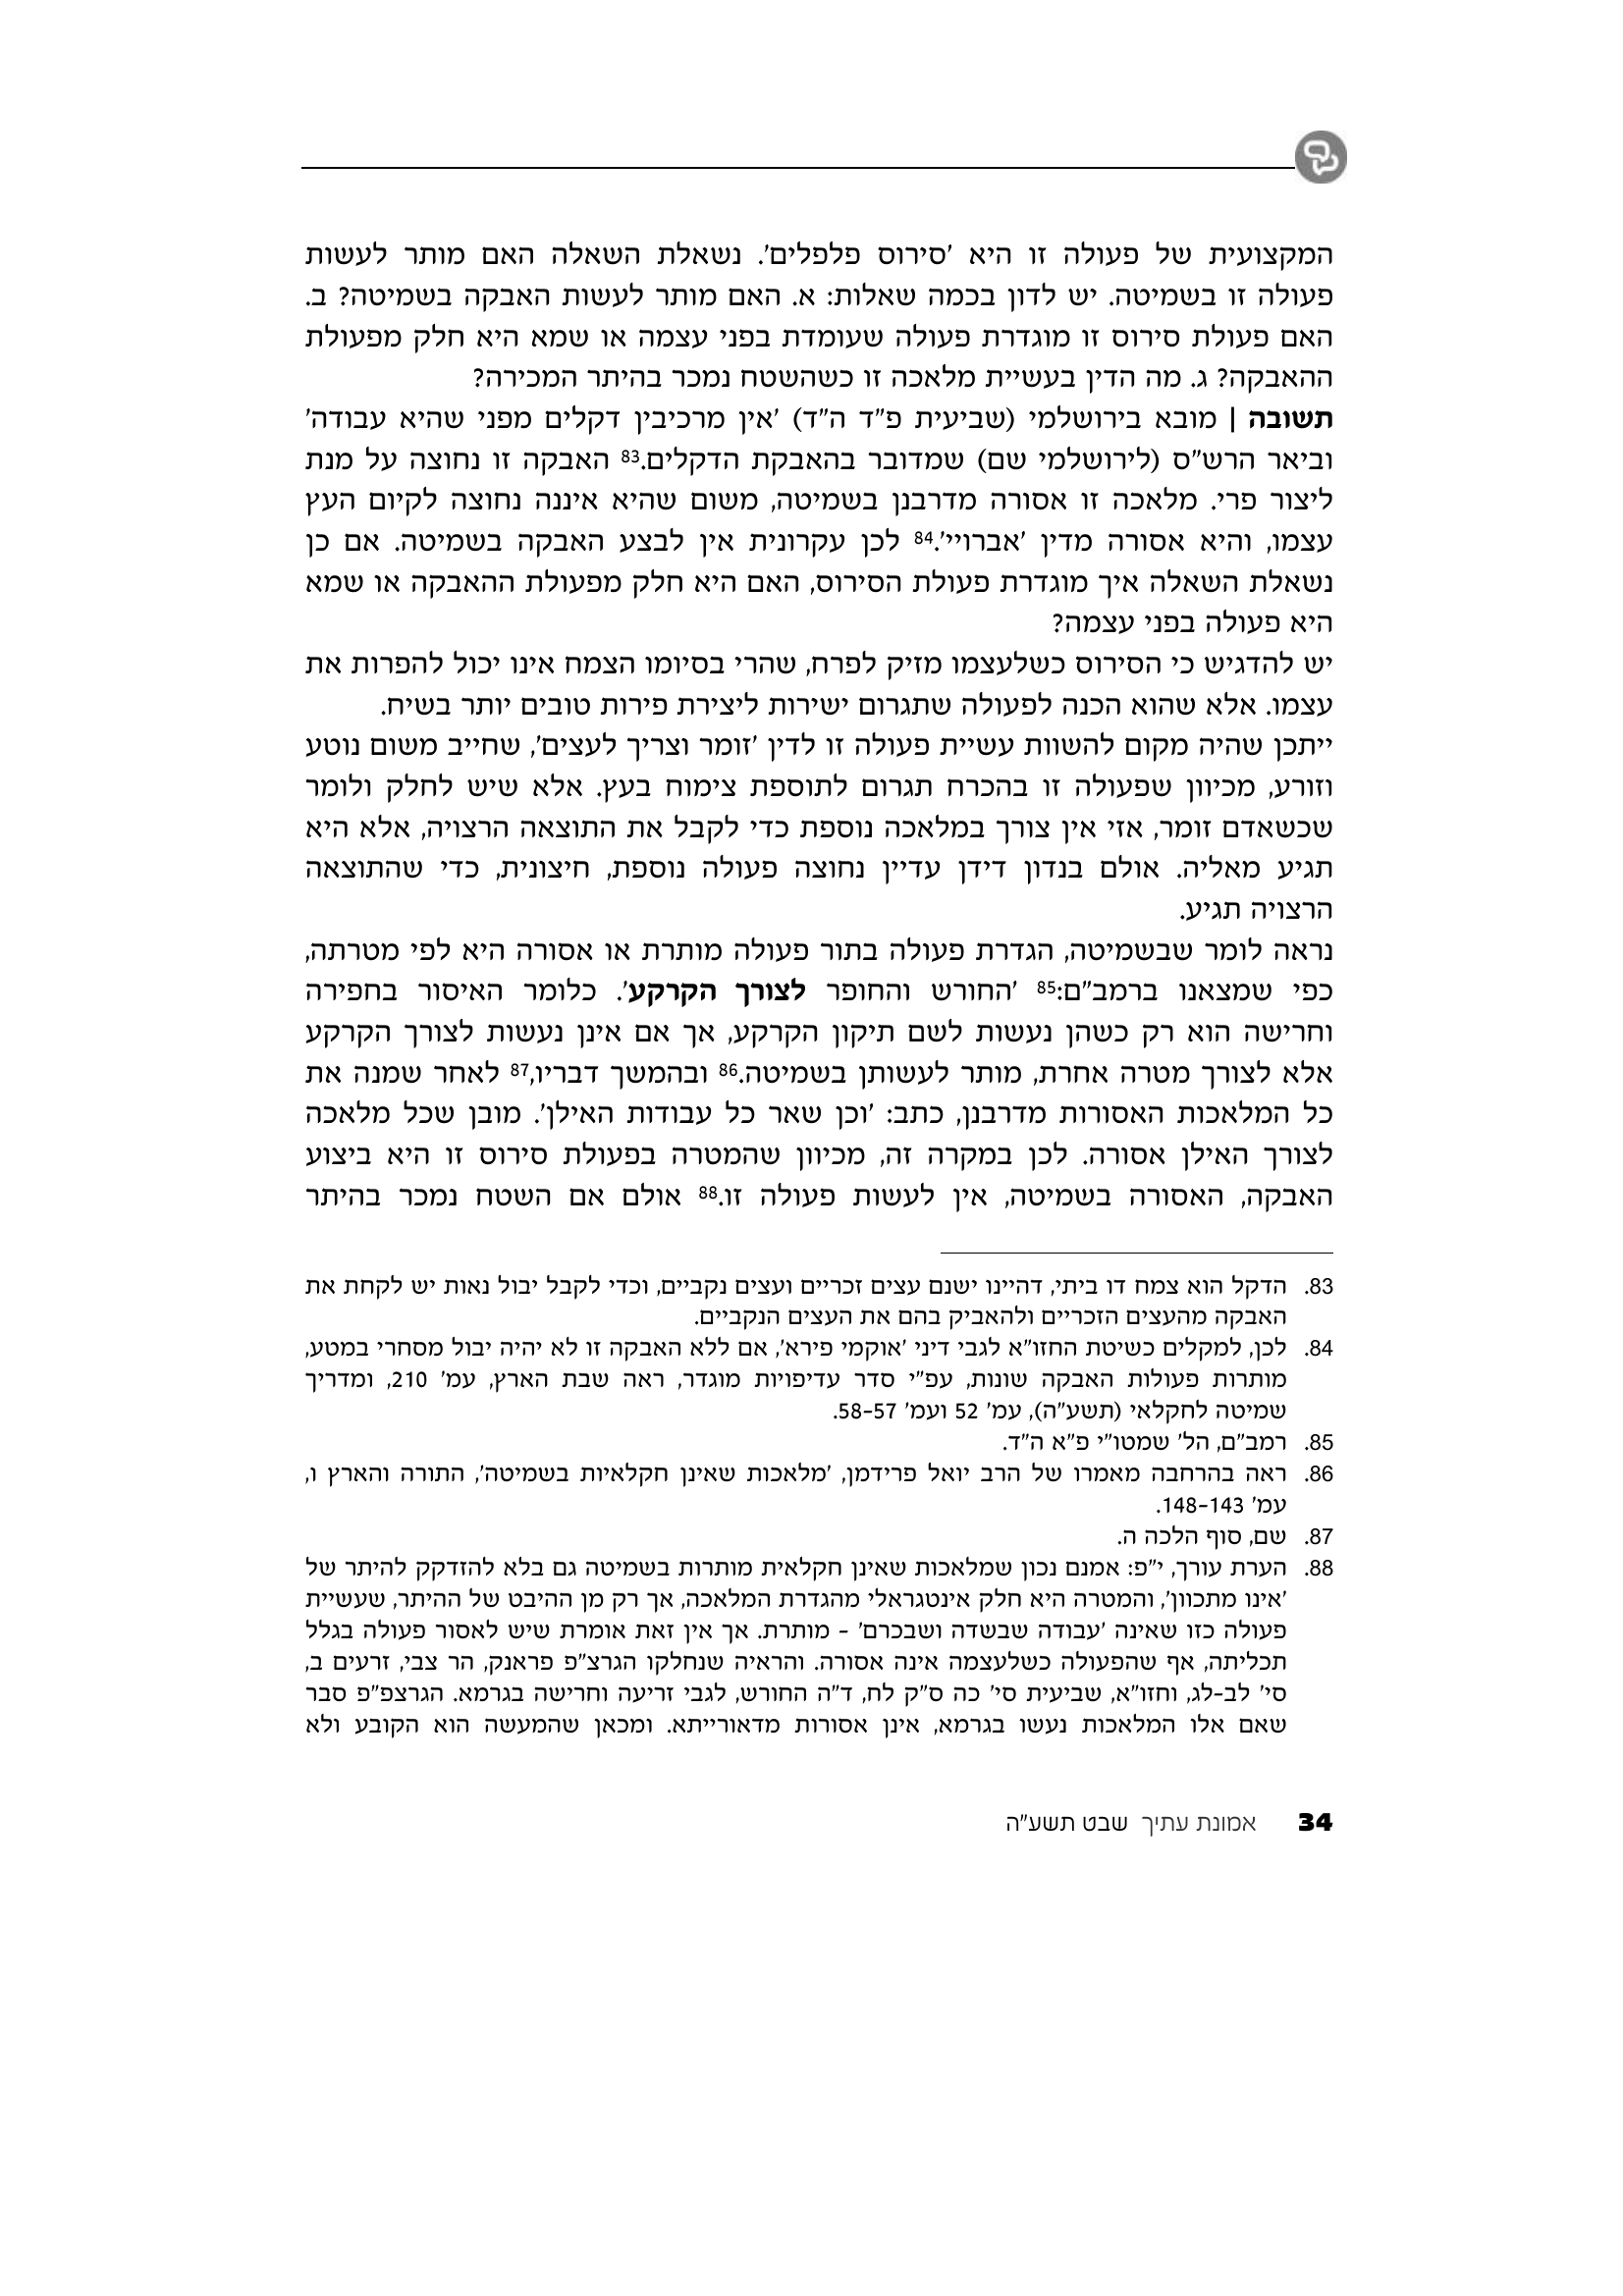 המקצועית של פעולה זו היא 'סירוס פלפלים'. נשאלת השאלה האם מותר לעשות
פעולה זו בשמיטה. יש לדון בכמה שאלות: א. האם מותר לעשות האבקה בשמיטה? ב.
האם פעולת סירוס זו מוגדרת פעולה שעומדת בפני עצמה או שמא היא חלק מפעולת
ההאבקה? ג. מה הדין בעשיית מלאכה זו כשהשטח נמכר בהיתר המכירה?
תשובה | מובא בירושלמי (שביעית פ"ד ה"ד) 'אין מרכיבין דקלים מפני שהיא עבודה'
וביאר הרש"ס (לירושלמי שם) שמדובר בהאבקת הדקלים.83 האבקה זו נחוצה על מנת
ליצור פרי. מלאכה זו אסורה מדרבנן בשמיטה, משום שהיא איננה נחוצה לקיום העץ
עצמו, והיא אסורה מדין 'אברויי'.84 לכן עקרונית אין לבצע האבקה בשמיטה. אם כן
נשאלת השאלה איך מוגדרת פעולת הסירוס, האם היא חלק מפעולת ההאבקה או שמא
היא פעולה בפני עצמה?
יש להדגיש כי הסירוס כשלעצמו מזיק לפרח, שהרי בסיומו הצמח אינו יכול להפרות את
עצמו. אלא שהוא הכנה לפעולה שתגרום ישירות ליצירת פירות טובים יותר בשיח.
ייתכן שהיה מקום להשוות עשיית פעולה זו לדין 'זומר וצריך לעצים', שחייב משום נוטע
וזורע, מכיוון שפעולה זו בהכרח תגרום לתוספת צימוח בעץ. אלא שיש לחלק ולומר
שכשאדם זומר, אזי אין צורך במלאכה נוספת כדי לקבל את התוצאה הרצויה, אלא היא
תגיע מאליה. אולם בנדון דידן עדיין נחוצה פעולה נוספת, חיצונית, כדי שהתוצאה
הרצויה תגיע.
נראה לומר שבשמיטה, הגדרת פעולה בתור פעולה מותרת או אסורה היא לפי מטרתה,
כפי שמצאנו ברמב"ם:85 'החורש והחופר לצורך הקרקע'. כלומר האיסור בחפירה
וחרישה הוא רק כשהן נעשות לשם תיקון הקרקע, אך אם אינן נעשות לצורך הקרקע
אלא לצורך מטרה אחרת, מותר לעשותן בשמיטה.86 ובהמשך דבריו,87 לאחר שמנה את
כל המלאכות האסורות מדרבנן, כתב: 'וכן שאר כל עבודות האילן'. מובן שכל מלאכה
לצורך האילן אסורה. לכן במקרה זה, מכיוון שהמטרה בפעולת סירוס זו היא ביצוע
האבקה, האסורה בשמיטה, אין לעשות פעולה זו.88 אולם אם השטח נמכר בהיתר
83. הדקל הוא צמח דו ביתי, דהיינו ישנם עצים זכריים ועצים נקביים, וכדי לקבל יבול נאות יש לקחת את
האבקה מהעצים הזכריים ולהאביק בהם את העצים הנקביים.
84. לכן, למקלים כשיטת החזו"א לגבי דיני 'אוקמי פירא', אם ללא האבקה זו לא יהיה יבול מסחרי במטע,
מותרות פעולות האבקה שונות, עפ"י סדר עדיפויות מוגדר, ראה שבת הארץ, עמ' 210, ומדריך
שמיטה לחקלאי (תשע"ה), עמ' 52 ועמ' 57-58.
85. רמב"ם, הל' שמטו"י פ"א ה"ד.
86. ראה בהרחבה מאמרו של הרב יואל פרידמן, 'מלאכות שאינן חקלאיות בשמיטה', התורה והארץ ו,
עמ' 143-148.
87. שם, סוף הלכה ה.
88. הערת עורך, י"פ: אמנם נכון שמלאכות שאינן חקלאית מותרות בשמיטה גם בלא להזדקק להיתר של
'אינו מתכוון', והמטרה היא חלק אינטגראלי מהגדרת המלאכה, אך רק מן ההיבט של ההיתר, שעשיית
פעולה כזו שאינה 'עבודה שבשדה ושבכרם' - מותרת. אך אין זאת אומרת שיש לאסור פעולה בגלל
תכליתה, אף שהפעולה כשלעצמה אינה אסורה. והראיה שנחלקו הגרצ"פ פראנק, הר צבי, זרעים ב,
סי' לב-לג, וחזו"א, שביעית סי' כה ס"ק לח, ד"ה החורש, לגבי זריעה וחרישה בגרמא. הגרצפ"פ סבר
שאם אלו המלאכות נעשו בגרמא, אינן אסורות מדאורייתא. ומכאן שהמעשה הוא הקובע ולא
34 אמונת עתיך שבט תשע"ה